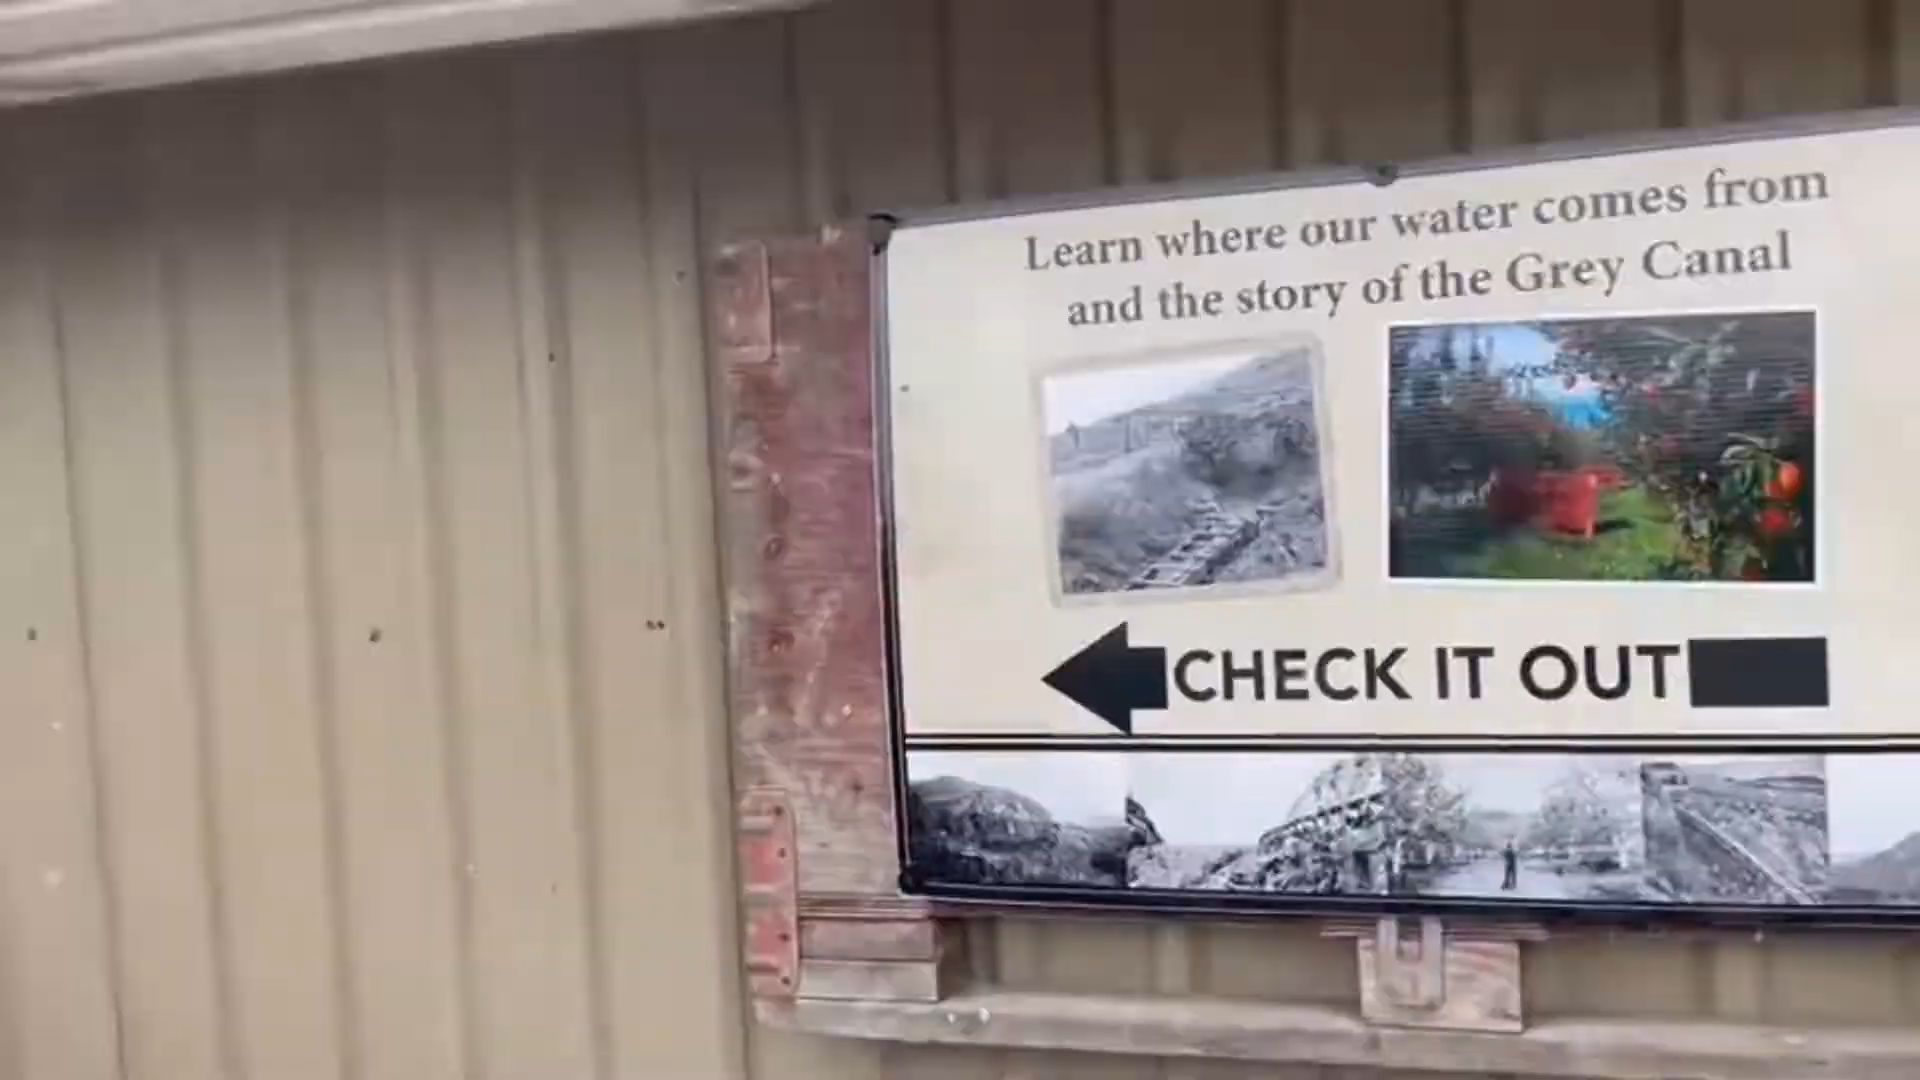 Learn where our water comes from
and the story of the Grey Canal
CHECK IT OUT